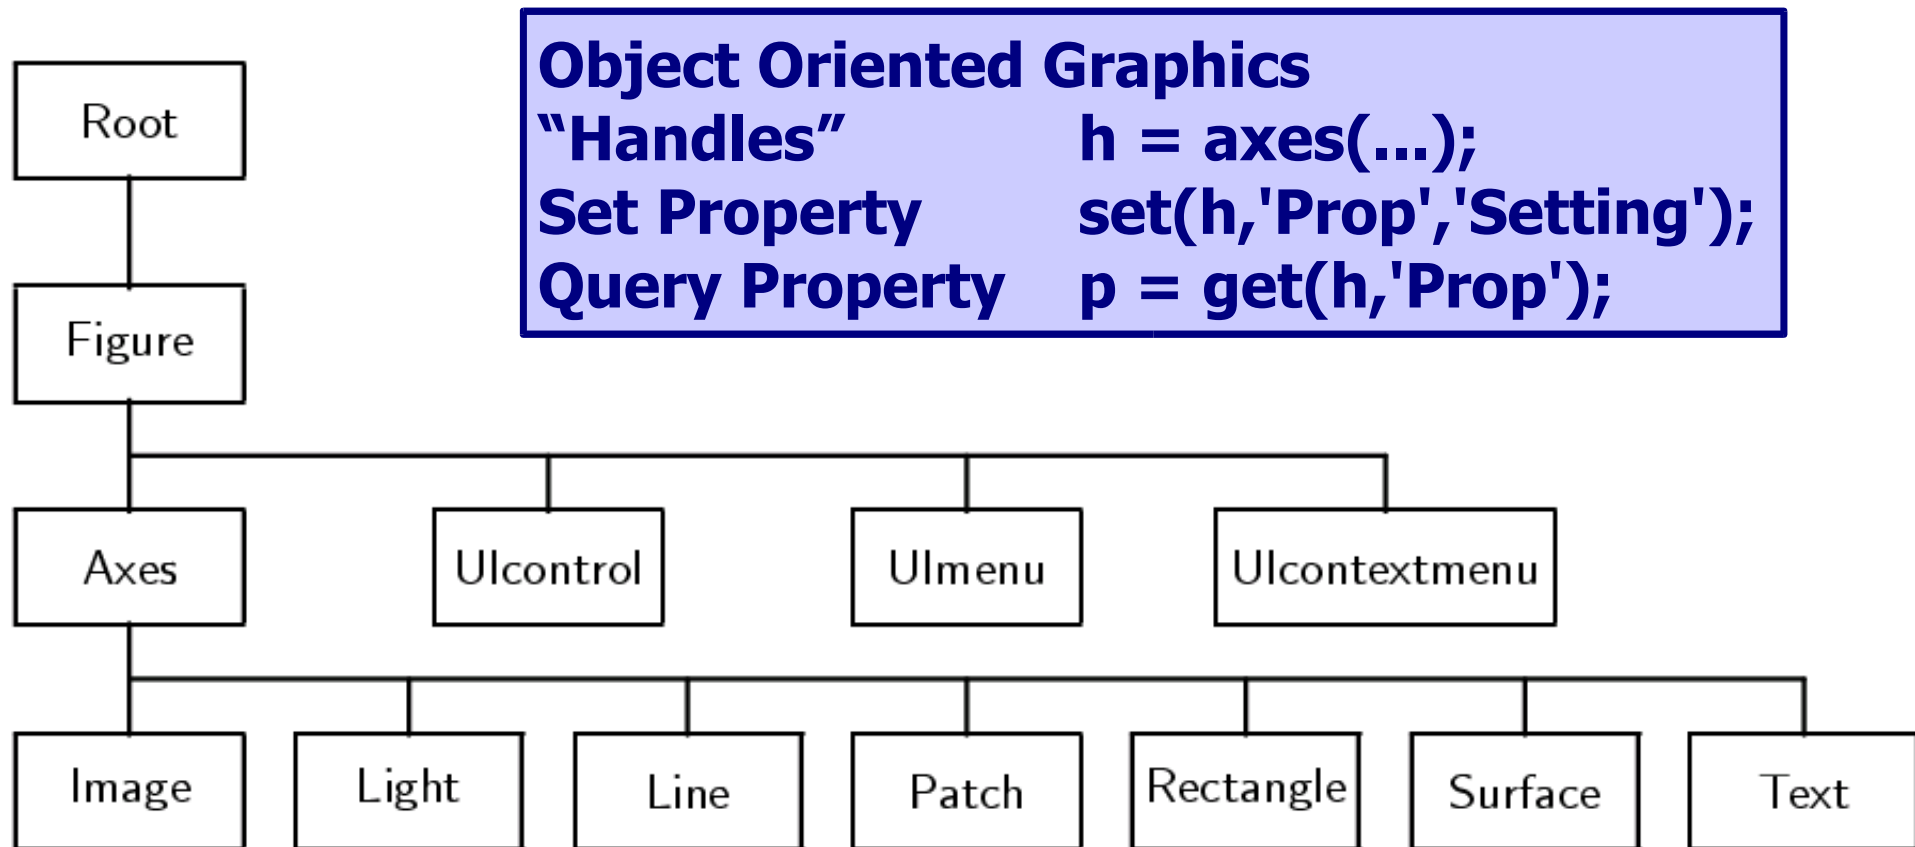 Object Oriented Graphics
“Handles” h = axes(...);
Set Property set(h,'Prop','Setting');
Query Property p = get(h,'Prop');
Root
Figure
Axes UIcontrol UImenu UIcontextmenu
Image Light Line Patch Rectangle Surface Text